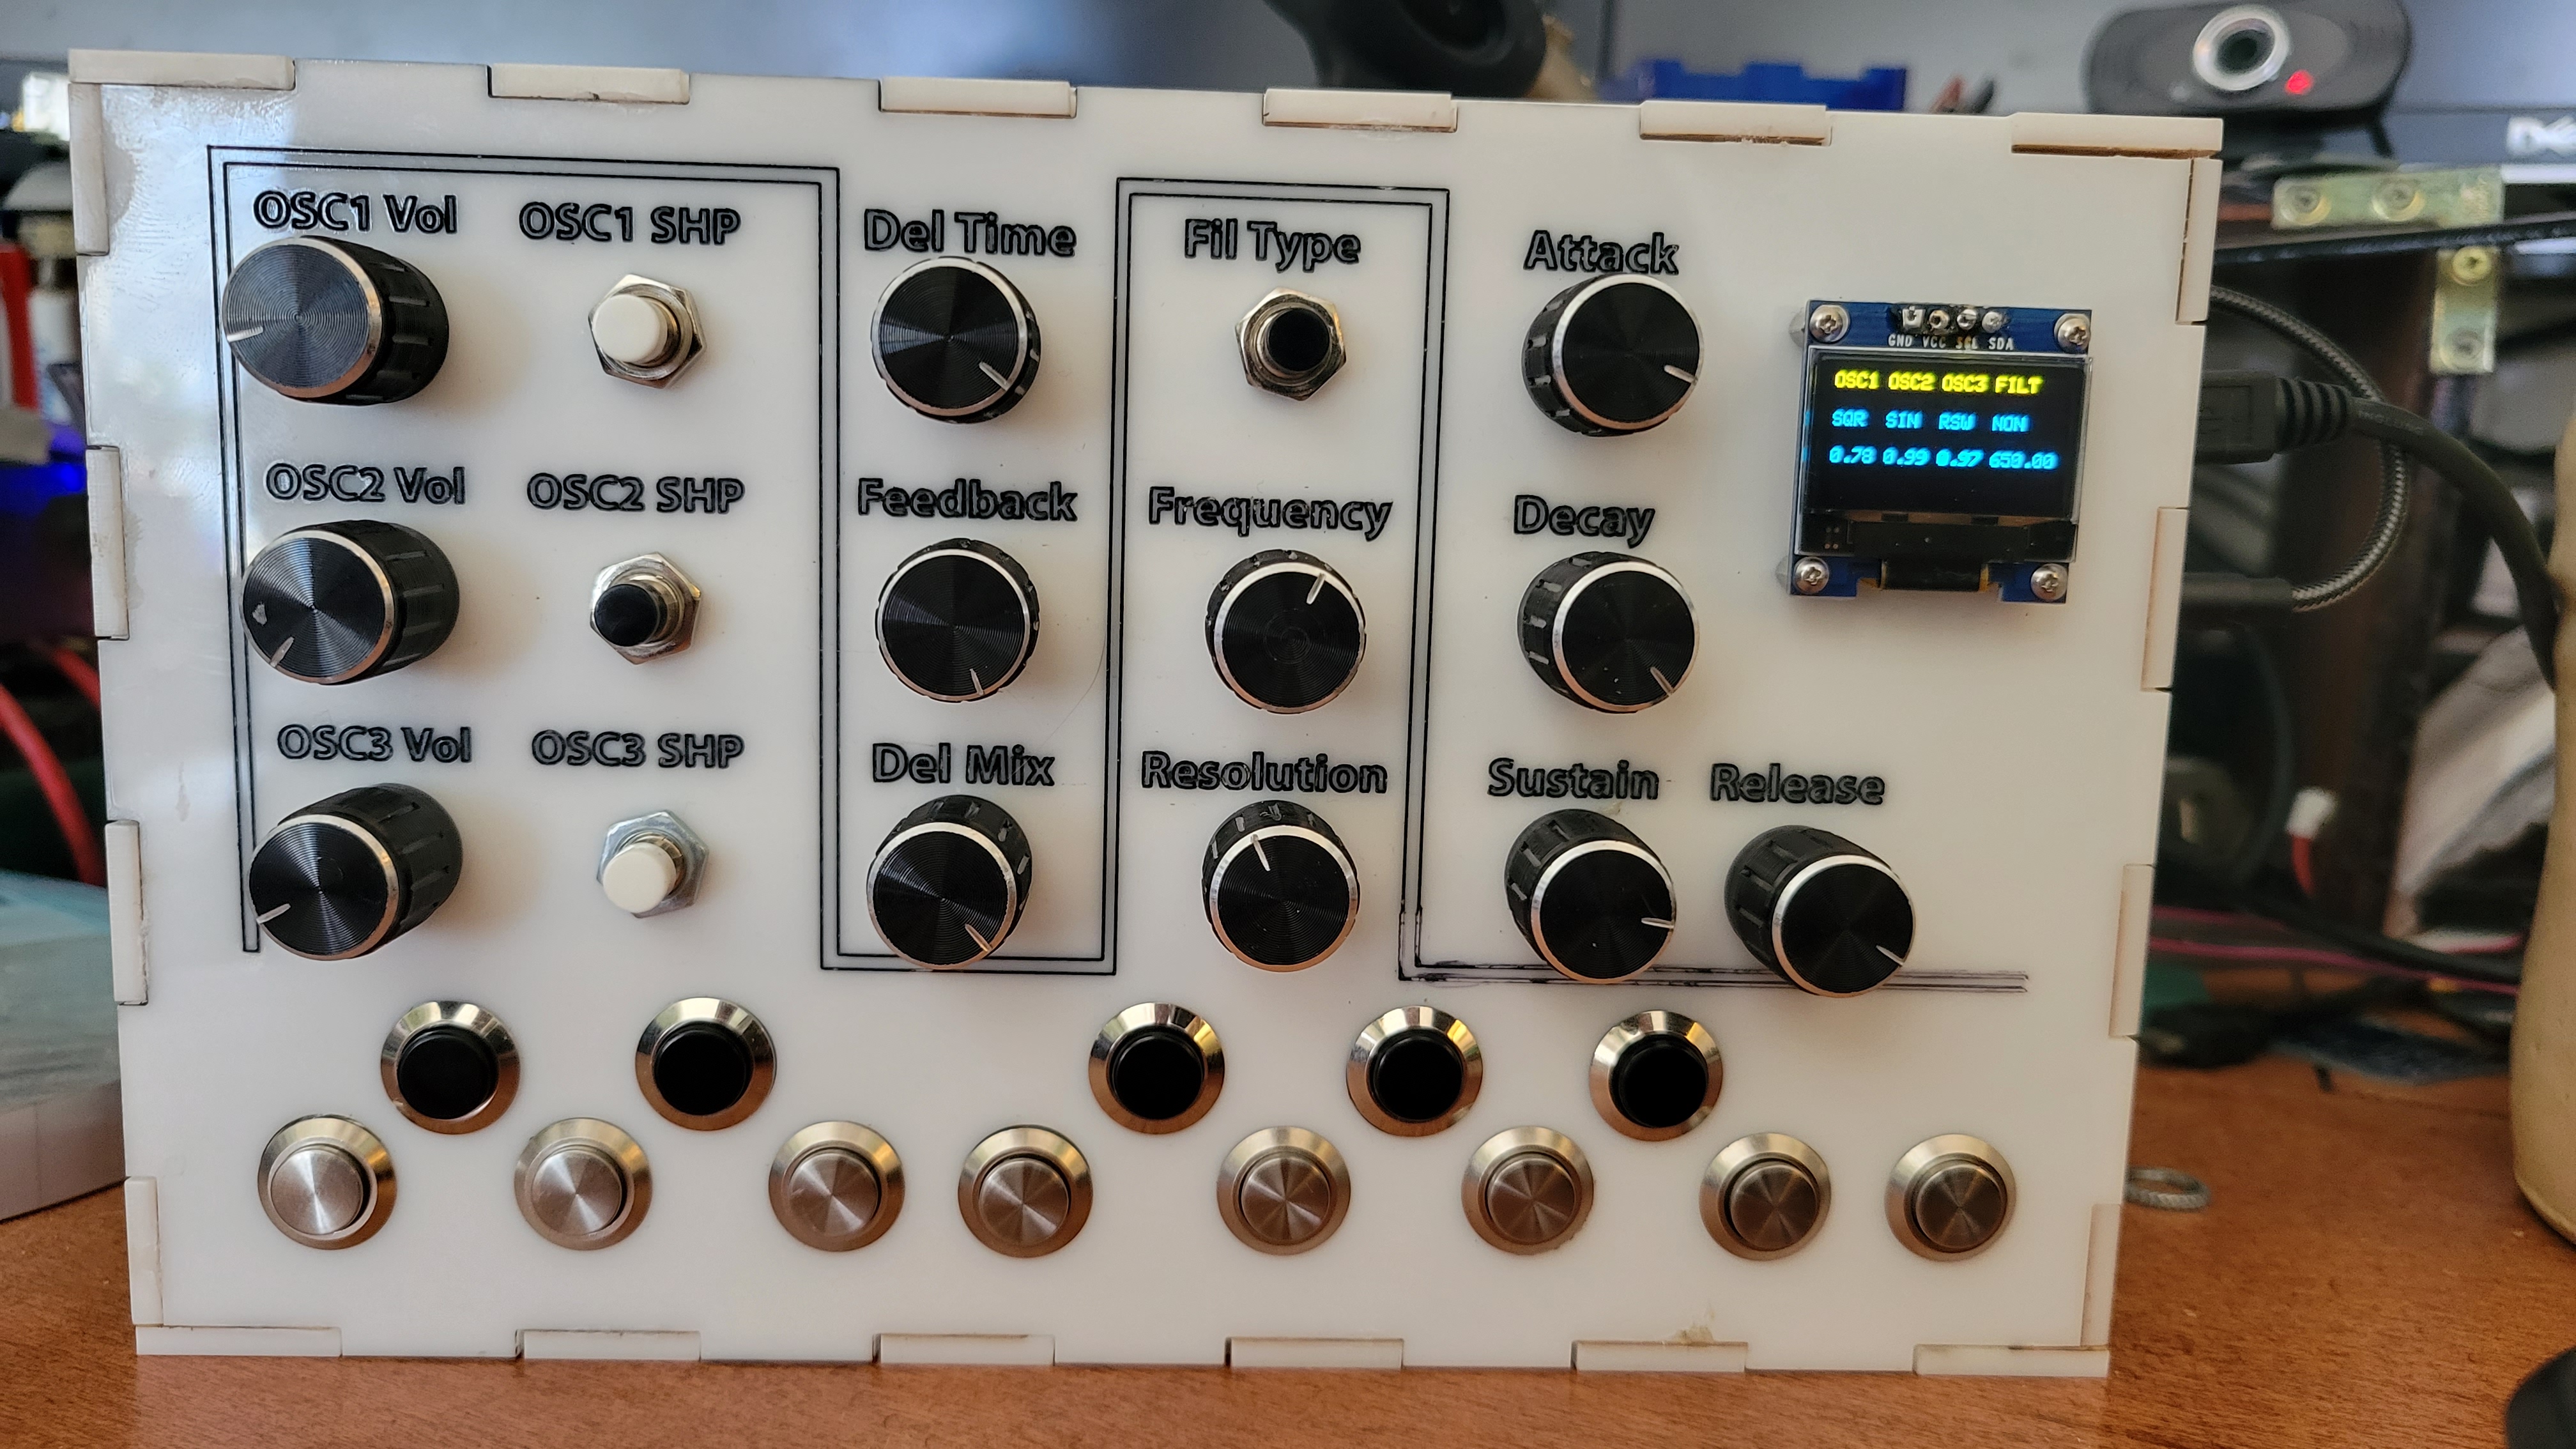 OSC1 Vol OSC1 SHP Del Time Fil Type Attack
OSC2 Vol OSC2 SHP Feedback Frequency Decay
OSC3 Vol OSC3 SHP Del Mix Resolution Sustain Release
GND VCC SCL SDA
OSC1 OSC2 OSC3 FILT
SQR SIN RSW NON
0.78 0.99 0.97 650.00